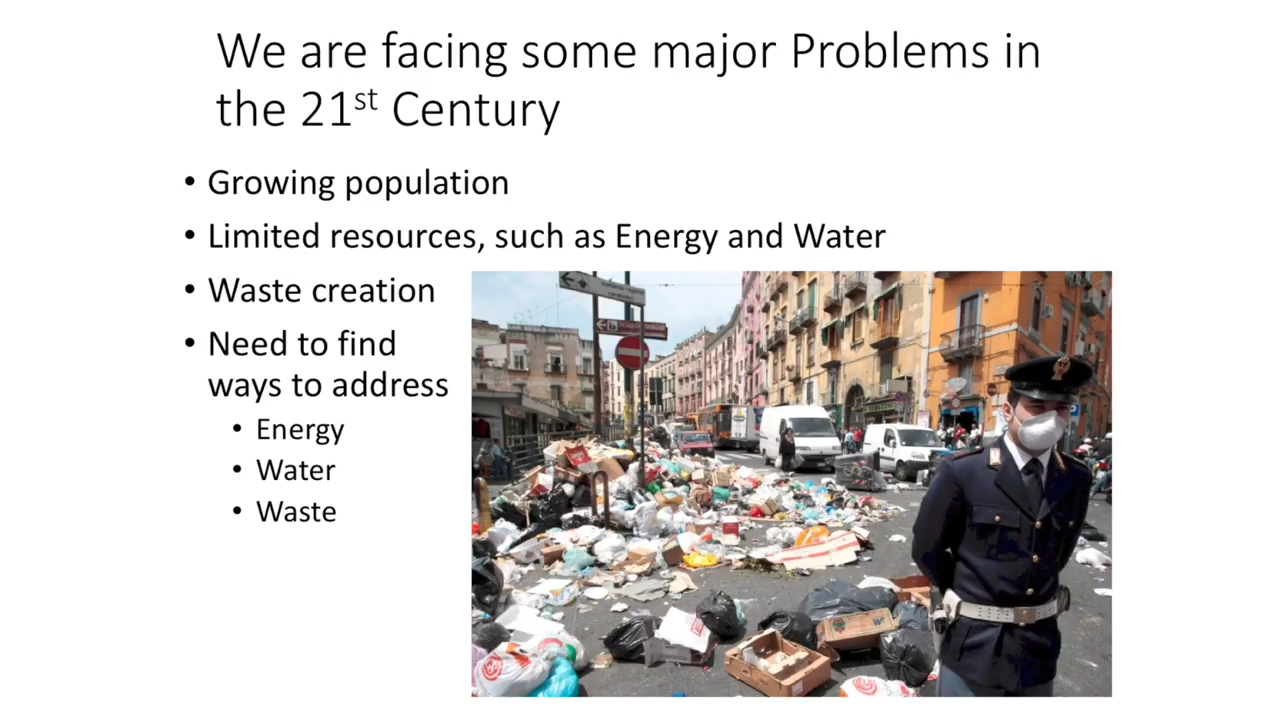 We are facing some major Problems in
the 21st Century
• Growing population
• Limited resources, such as Energy and Water
• Waste creation
• Need to find
ways to address
• Energy
• Water
• Waste